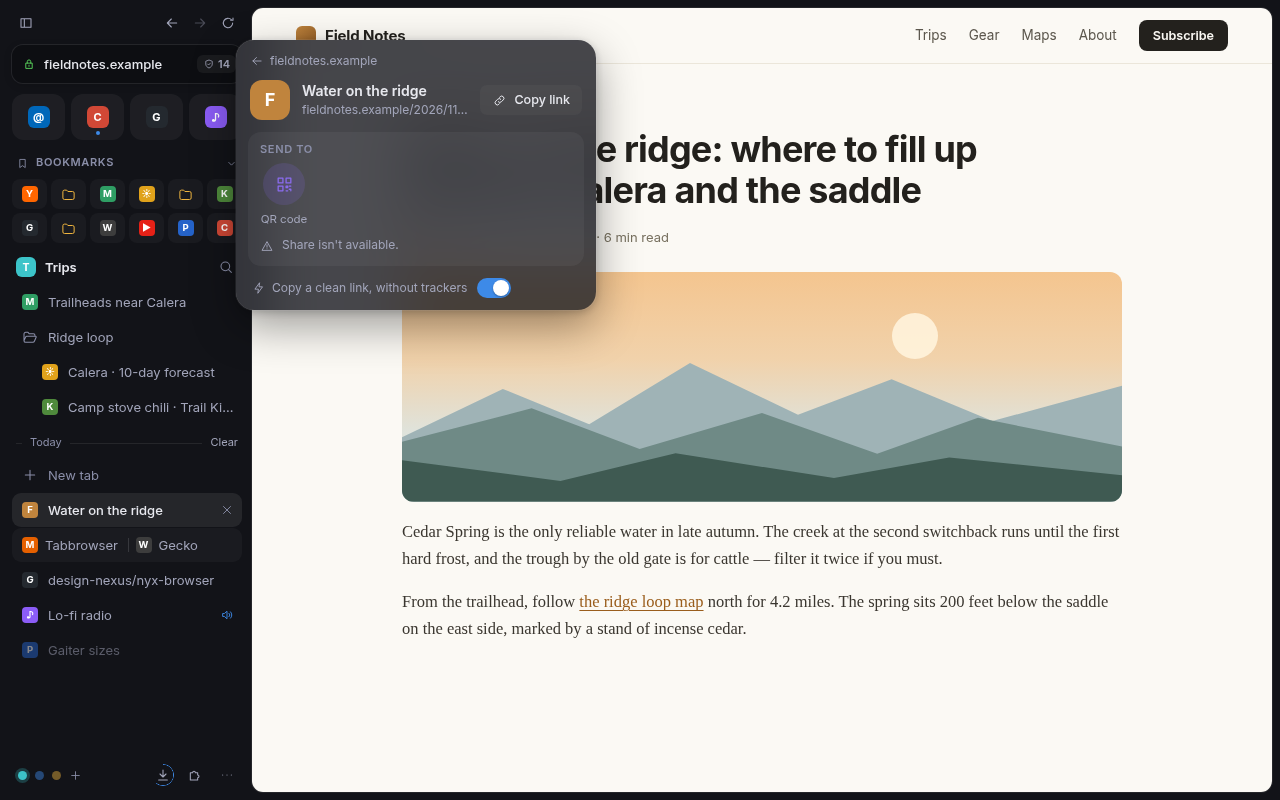 fieldnotes.example
14
@
C
G
BOOKMARKS
Y
M
K
G
W
P
C
T
Trips
M
Trailheads near Calera
Ridge loop
Calera · 10-day forecast
K
Camp stove chili · Trail Ki...
Today
Clear
New tab
F
Water on the ridge
M
Tabbrowser
W
Gecko
G
design-nexus/nyx-browser
Lo-fi radio
P
Gaiter sizes
fieldnotes.example
F
Water on the ridge
fieldnotes.example/2026/11...
Copy link
SEND TO
QR code
Share isn't available.
Copy a clean link, without trackers
Field Notes
Trips
Gear
Maps
About
Subscribe
e ridge: where to fill up
alera and the saddle
· 6 min read
Cedar Spring is the only reliable water in late autumn. The creek at the second switchback runs until the first
hard frost, and the trough by the old gate is for cattle — filter it twice if you must.
From the trailhead, follow the ridge loop map north for 4.2 miles. The spring sits 200 feet below the saddle
on the east side, marked by a stand of incense cedar.